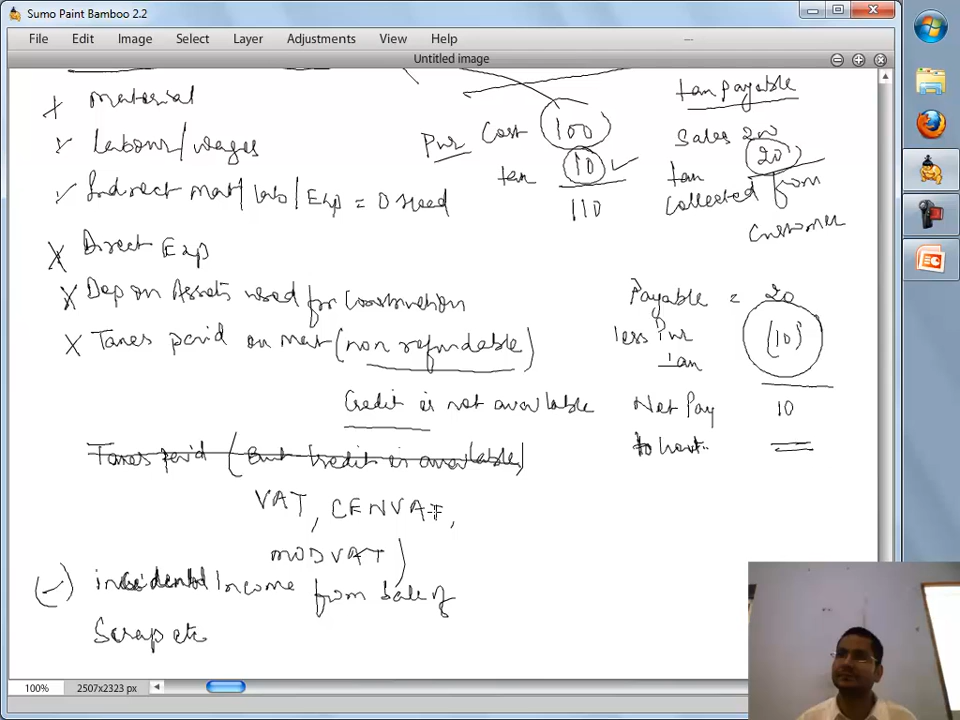 Sumo Paint Bamboo 2.2
File Edit Image Select Layer Adjustments View Help
Untitled image
Material
Labour/wages
Indirect Mat/lab/Exp = O Head
Direct Exp
Dep on Assets used for Construction
Taxes paid on mat (non refundable)
Credit is not available
Taxes paid (But Credit is available)
VAT, CENVAT,
MODVAT)
(-) incidental Income from Sale of
Scrap etc
Pur Cost 100
tax 10
110
tax payable
Sales 200
tax 20
Collected from
Customer
Payable = 20
less Pur (10)
tax
Net Pay 10
to
100% 2507x2323 px